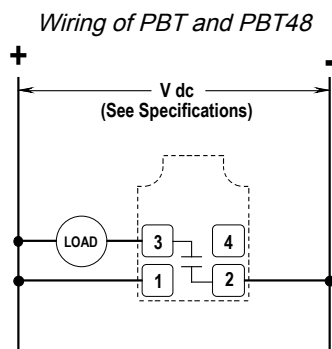 Wiring of PBT and PBT48
+ -
V dc
(See Specifications)
LOAD 3 4
1 2